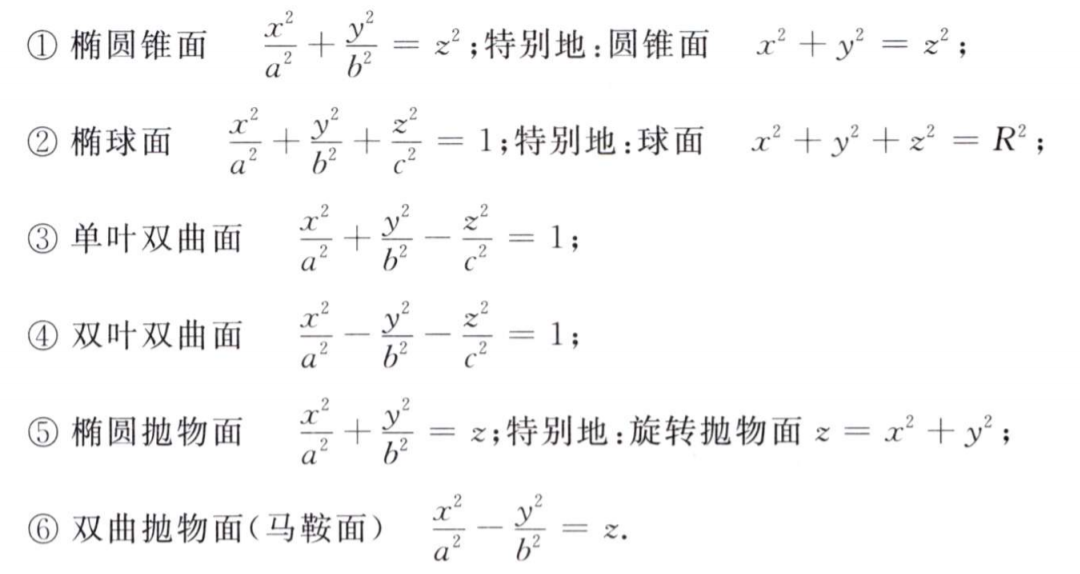 ① 椭圆锥面 $\frac{x^2}{a^2}+\frac{y^2}{b^2}=z^2$;特别地:圆锥面 $x^2+y^2=z^2$;
② 椭球面 $\frac{x^2}{a^2}+\frac{y^2}{b^2}+\frac{z^2}{c^2}=1$;特别地:球面 $x^2+y^2+z^2=R^2$;
③ 单叶双曲面 $\frac{x^2}{a^2}+\frac{y^2}{b^2}-\frac{z^2}{c^2}=1$;
④ 双叶双曲面 $\frac{x^2}{a^2}-\frac{y^2}{b^2}-\frac{z^2}{c^2}=1$;
⑤ 椭圆抛物面 $\frac{x^2}{a^2}+\frac{y^2}{b^2}=z$;特别地:旋转抛物面 $z=x^2+y^2$;
⑥ 双曲抛物面(马鞍面) $\frac{x^2}{a^2}-\frac{y^2}{b^2}=z.$